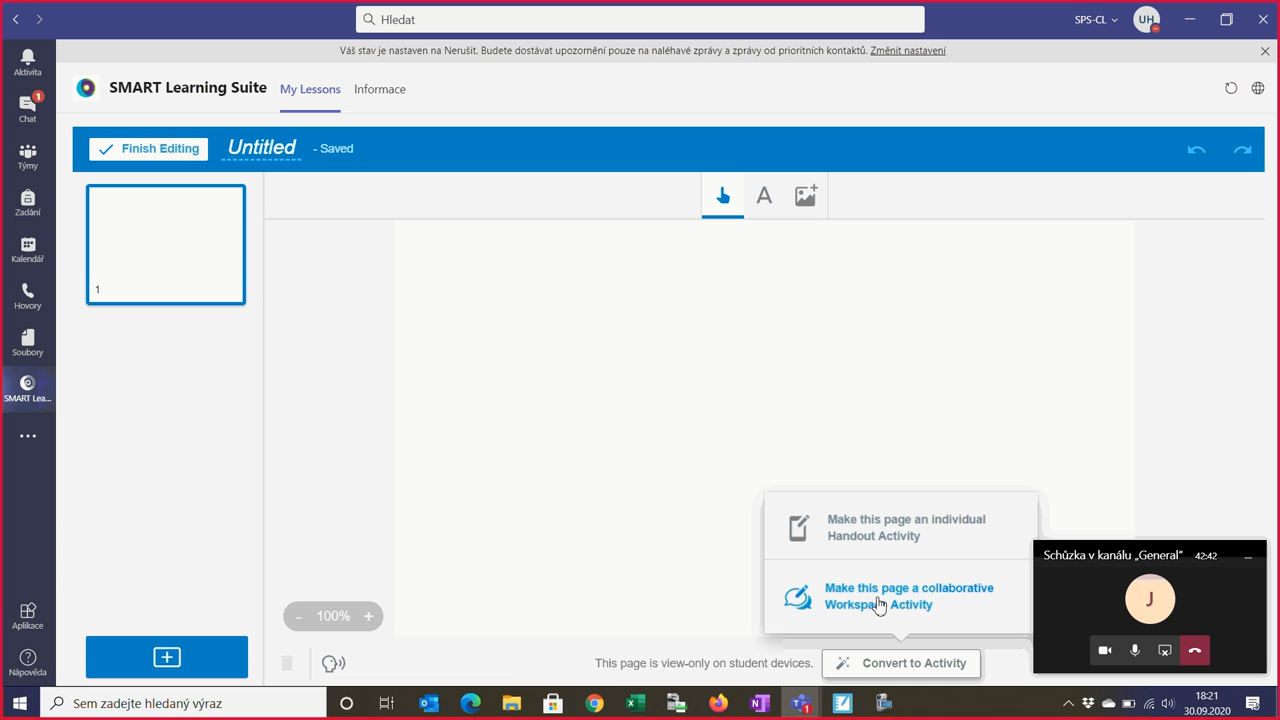 Hledat
SPS-CL
UH
Váš stav je nastaven na Nerušit. Budete dostávat upozornění pouze na naléhavé zprávy a zprávy od prioritních kontaktů. Změnit nastavení
Aktivita
1
Chat
Týmy
Zadání
Kalendář
Hovory
Soubory
SMART Lea...
Aplikace
Nápověda
SMART Learning Suite
My Lessons
Informace
Finish Editing
Untitled
- Saved
A
1
Make this page an individual
Handout Activity
Make this page a collaborative
Workspace Activity
- 100% +
This page is view-only on student devices.
Convert to Activity
Schůzka v kanálu „General"
42:42
J
Sem zadejte hledaný výraz
1
18:21
30.09.2020